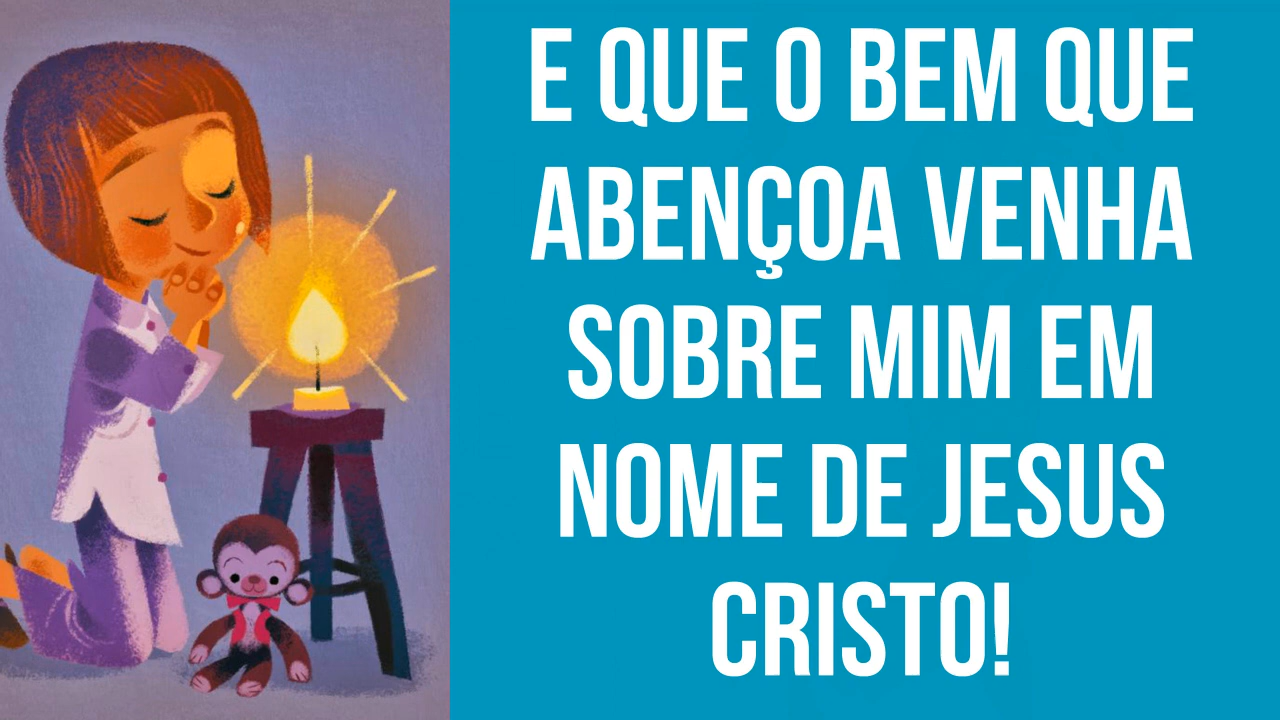 E QUE O BEM QUE
ABENÇOA VENHA
SOBRE MIM EM
NOME DE JESUS
CRISTO!